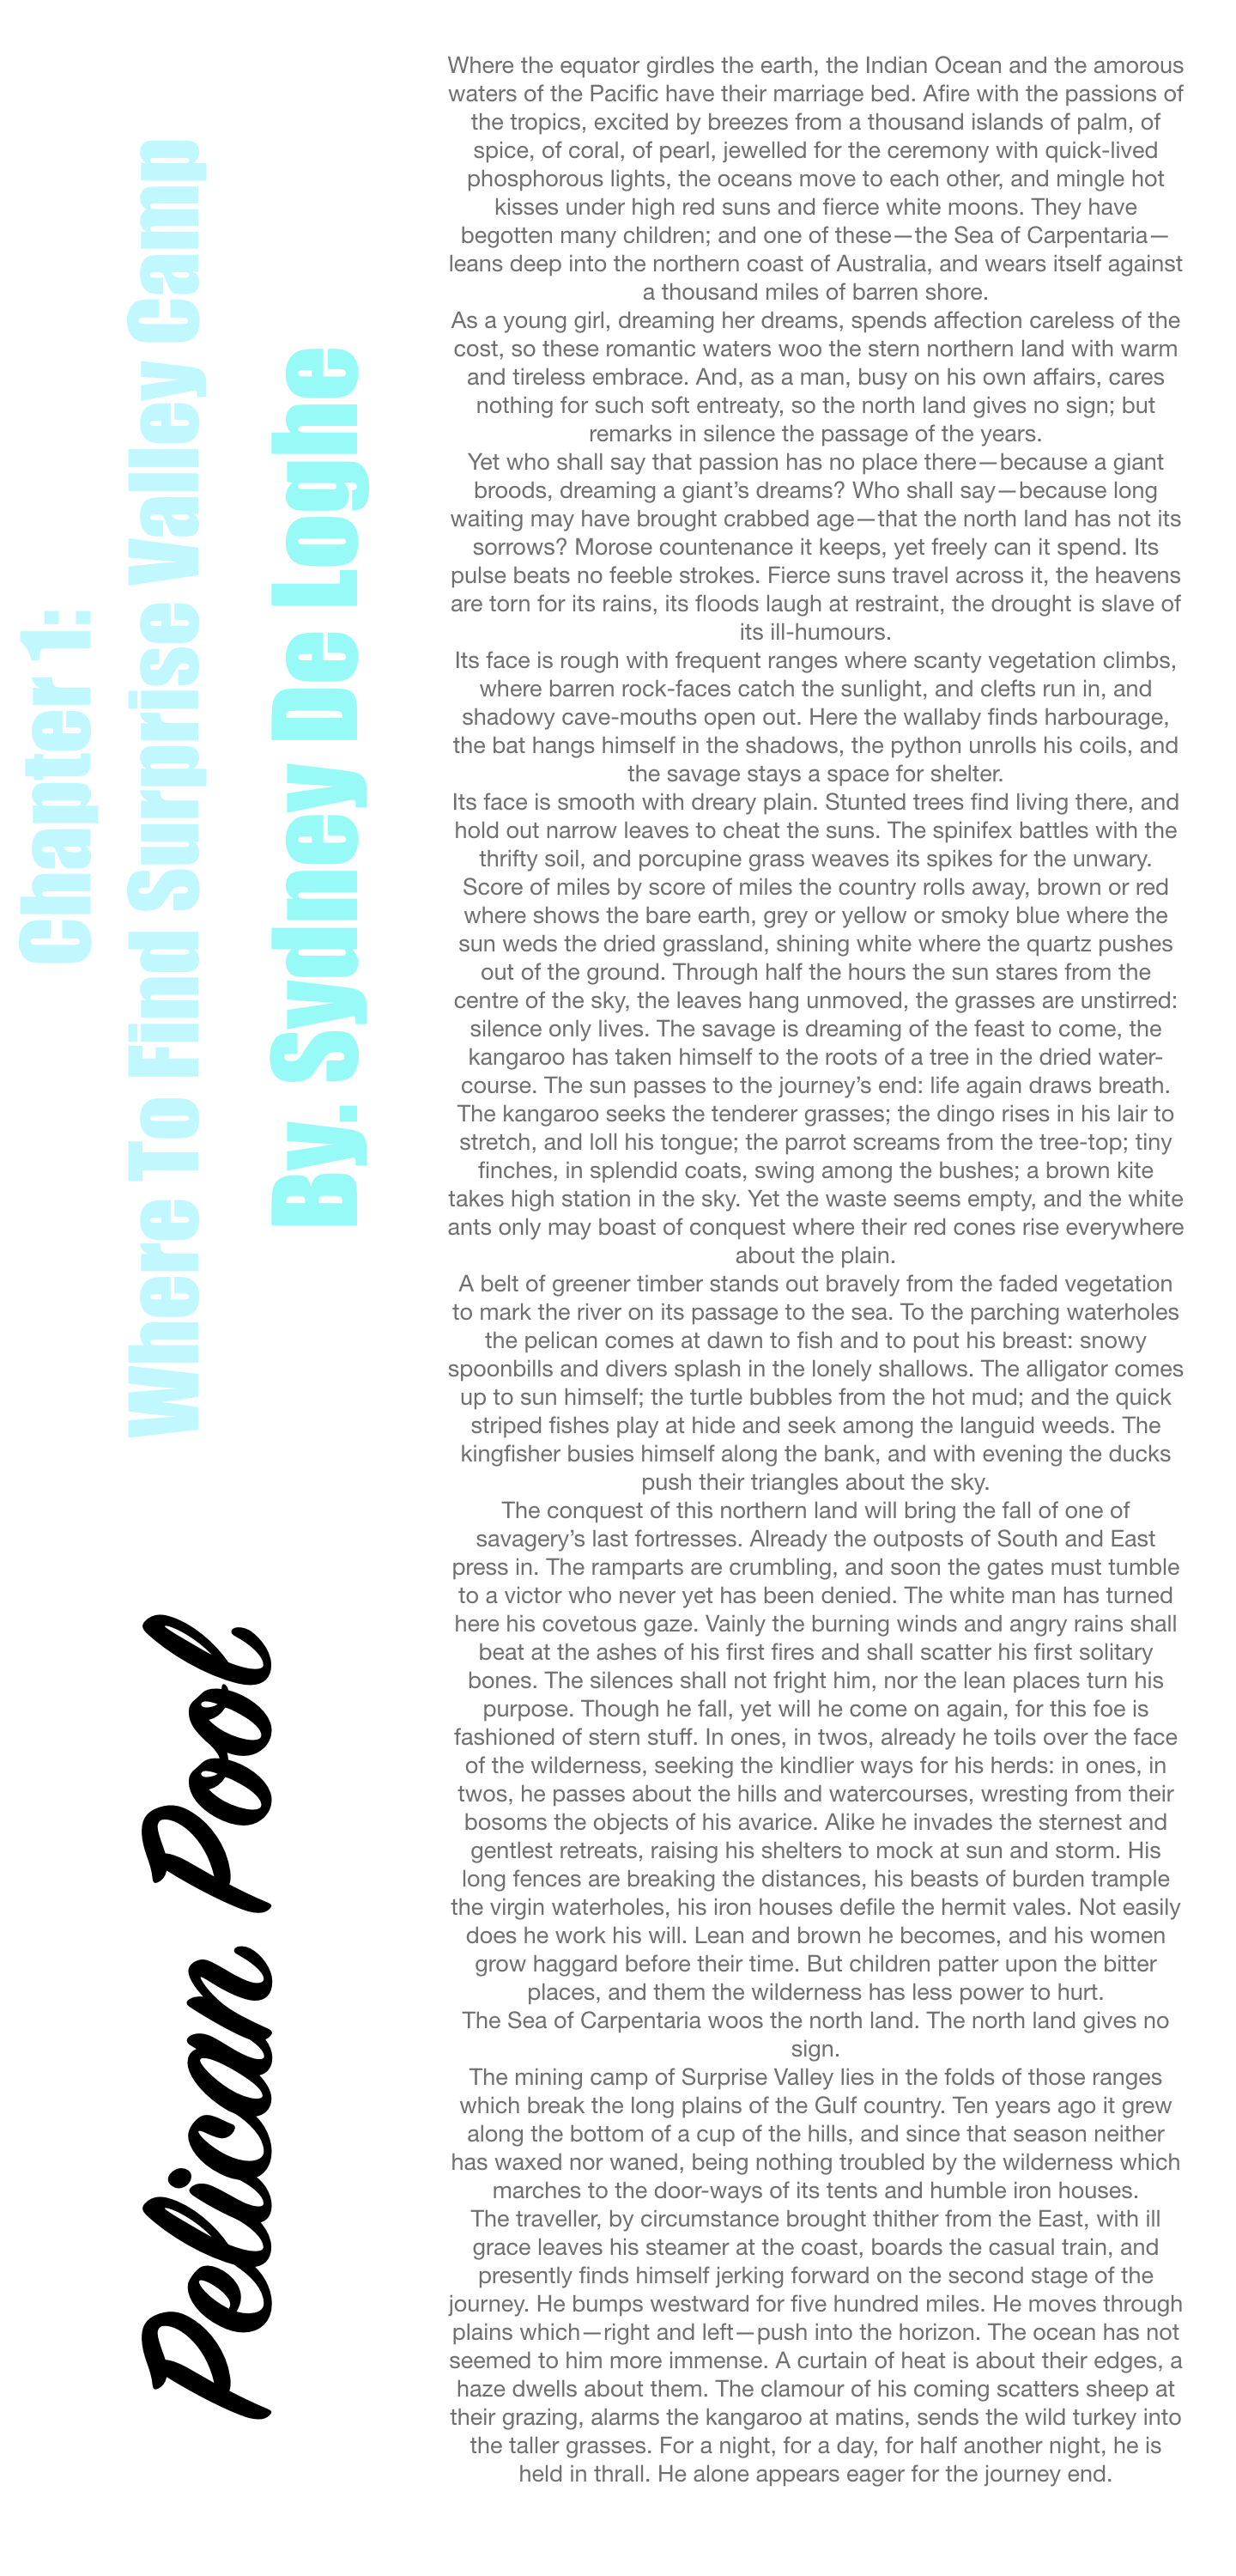 Pelican Pool
Chapter 1:
Where To Find Surprise Valley Camp
By. Sydney De Loghe
Where the equator girdles the earth, the Indian Ocean and the amorous
waters of the Pacific have their marriage bed. Afire with the passions of
the tropics, excited by breezes from a thousand islands of palm, of
spice, of coral, of pearl, jewelled for the ceremony with quick-lived
phosphorous lights, the oceans move to each other, and mingle hot
kisses under high red suns and fierce white moons. They have
begotten many children; and one of these—the Sea of Carpentaria—
leans deep into the northern coast of Australia, and wears itself against
a thousand miles of barren shore.
As a young girl, dreaming her dreams, spends affection careless of the
cost, so these romantic waters woo the stern northern land with warm
and tireless embrace. And, as a man, busy on his own affairs, cares
nothing for such soft entreaty, so the north land gives no sign; but
remarks in silence the passage of the years.
Yet who shall say that passion has no place there—because a giant
broods, dreaming a giant’s dreams? Who shall say—because long
waiting may have brought crabbed age—that the north land has not its
sorrows? Morose countenance it keeps, yet freely can it spend. Its
pulse beats no feeble strokes. Fierce suns travel across it, the heavens
are torn for its rains, its floods laugh at restraint, the drought is slave of
its ill-humours.
Its face is rough with frequent ranges where scanty vegetation climbs,
where barren rock-faces catch the sunlight, and clefts run in, and
shadowy cave-mouths open out. Here the wallaby finds harbourage,
the bat hangs himself in the shadows, the python unrolls his coils, and
the savage stays a space for shelter.
Its face is smooth with dreary plain. Stunted trees find living there, and
hold out narrow leaves to cheat the suns. The spinifex battles with the
thrifty soil, and porcupine grass weaves its spikes for the unwary.
Score of miles by score of miles the country rolls away, brown or red
where shows the bare earth, grey or yellow or smoky blue where the
sun weds the dried grassland, shining white where the quartz pushes
out of the ground. Through half the hours the sun stares from the
centre of the sky, the leaves hang unmoved, the grasses are unstirred:
silence only lives. The savage is dreaming of the feast to come, the
kangaroo has taken himself to the roots of a tree in the dried water-
course. The sun passes to the journey’s end: life again draws breath.
The kangaroo seeks the tenderer grasses; the dingo rises in his lair to
stretch, and loll his tongue; the parrot screams from the tree-top; tiny
finches, in splendid coats, swing among the bushes; a brown kite
takes high station in the sky. Yet the waste seems empty, and the white
ants only may boast of conquest where their red cones rise everywhere
about the plain.
A belt of greener timber stands out bravely from the faded vegetation
to mark the river on its passage to the sea. To the parching waterholes
the pelican comes at dawn to fish and to pout his breast: snowy
spoonbills and divers splash in the lonely shallows. The alligator comes
up to sun himself; the turtle bubbles from the hot mud; and the quick
striped fishes play at hide and seek among the languid weeds. The
kingfisher busies himself along the bank, and with evening the ducks
push their triangles about the sky.
The conquest of this northern land will bring the fall of one of
savagery’s last fortresses. Already the outposts of South and East
press in. The ramparts are crumbling, and soon the gates must tumble
to a victor who never yet has been denied. The white man has turned
here his covetous gaze. Vainly the burning winds and angry rains shall
beat at the ashes of his first fires and shall scatter his first solitary
bones. The silences shall not fright him, nor the lean places turn his
purpose. Though he fall, yet will he come on again, for this foe is
fashioned of stern stuff. In ones, in twos, already he toils over the face
of the wilderness, seeking the kindlier ways for his herds: in ones, in
twos, he passes about the hills and watercourses, wresting from their
bosoms the objects of his avarice. Alike he invades the sternest and
gentlest retreats, raising his shelters to mock at sun and storm. His
long fences are breaking the distances, his beasts of burden trample
the virgin waterholes, his iron houses defile the hermit vales. Not easily
does he work his will. Lean and brown he becomes, and his women
grow haggard before their time. But children patter upon the bitter
places, and them the wilderness has less power to hurt.
The Sea of Carpentaria woos the north land. The north land gives no
sign.
The mining camp of Surprise Valley lies in the folds of those ranges
which break the long plains of the Gulf country. Ten years ago it grew
along the bottom of a cup of the hills, and since that season neither
has waxed nor waned, being nothing troubled by the wilderness which
marches to the door-ways of its tents and humble iron houses.
The traveller, by circumstance brought thither from the East, with ill
grace leaves his steamer at the coast, boards the casual train, and
presently finds himself jerking forward on the second stage of the
journey. He bumps westward for five hundred miles. He moves through
plains which—right and left—push into the horizon. The ocean has not
seemed to him more immense. A curtain of heat is about their edges, a
haze dwells about them. The clamour of his coming scatters sheep at
their grazing, alarms the kangaroo at matins, sends the wild turkey into
the taller grasses. For a night, for a day, for half another night, he is
held in thrall. He alone appears eager for the journey end.